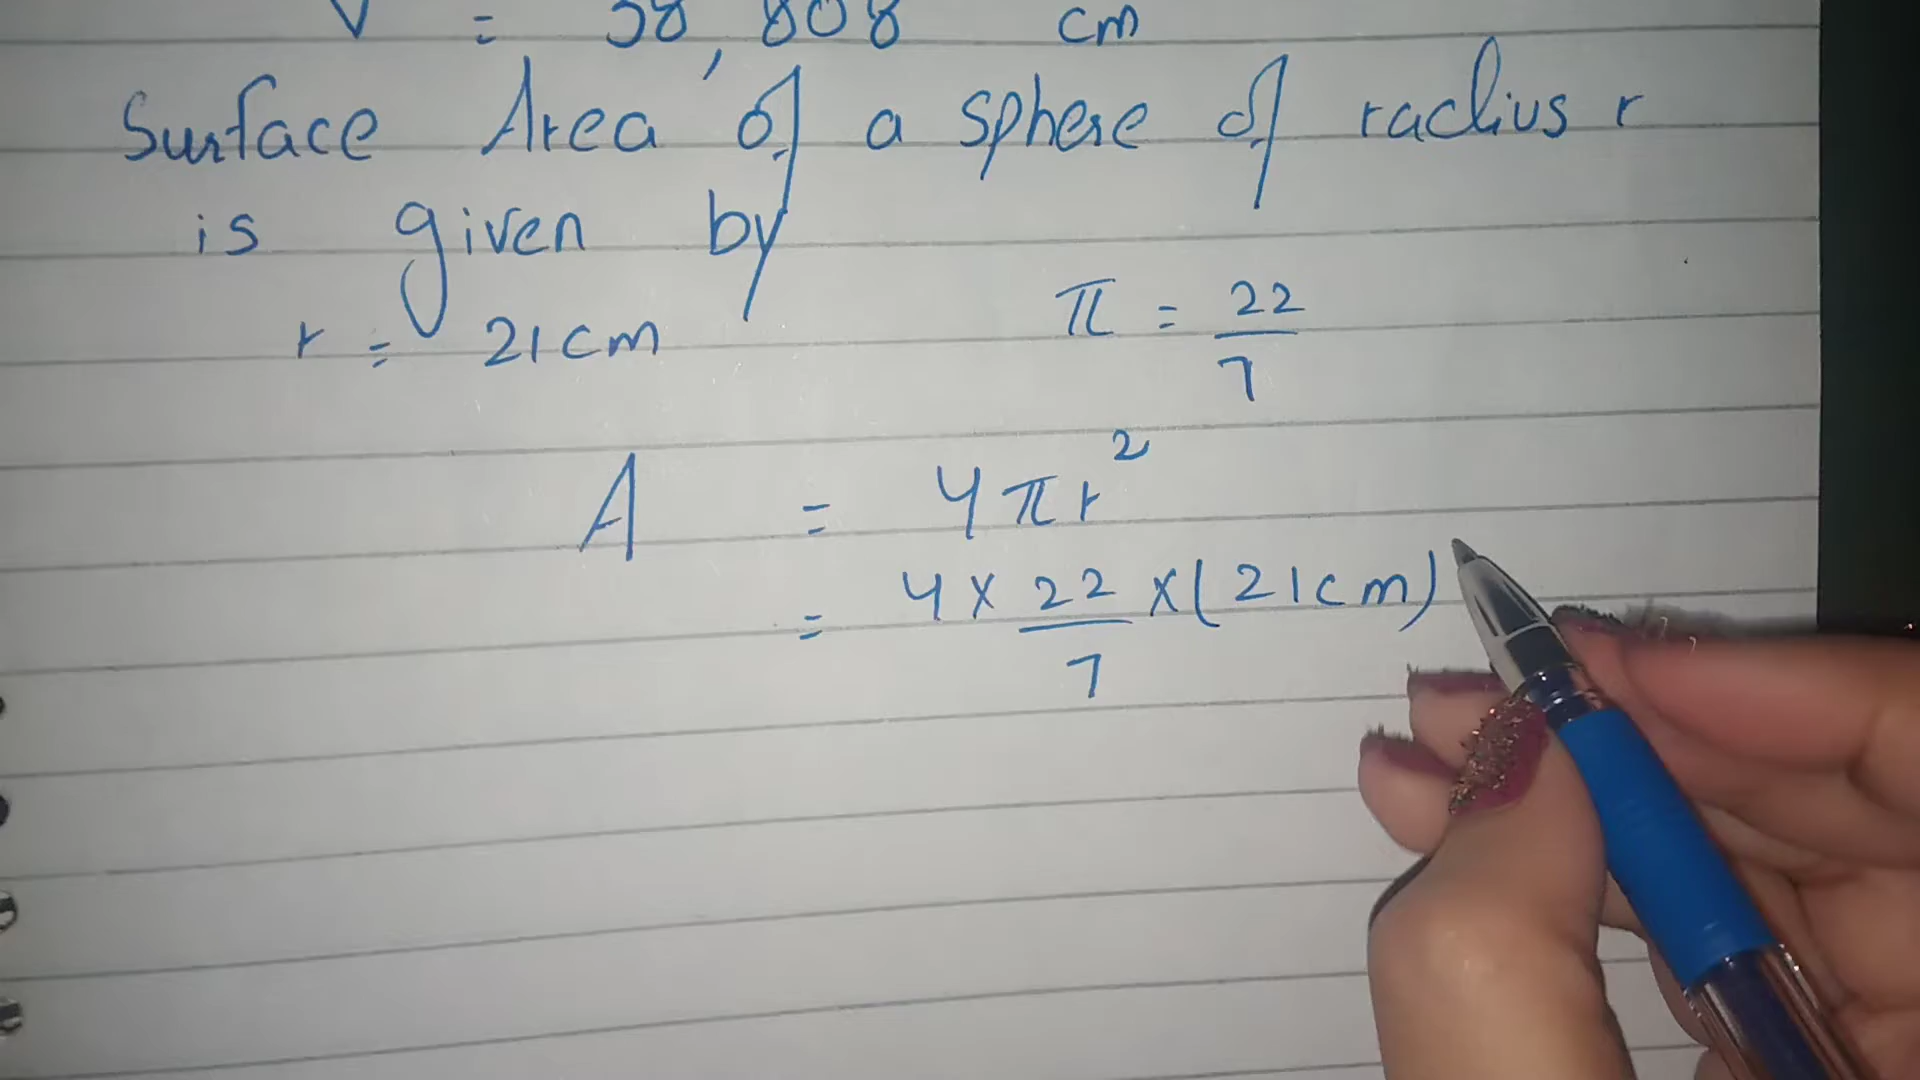 V = 38,808 cm
Surface Area of a sphere of radius r
is given by
r = 21cm π = 22/7
A = 4πr²
= 4 × 22/7 × (21cm)